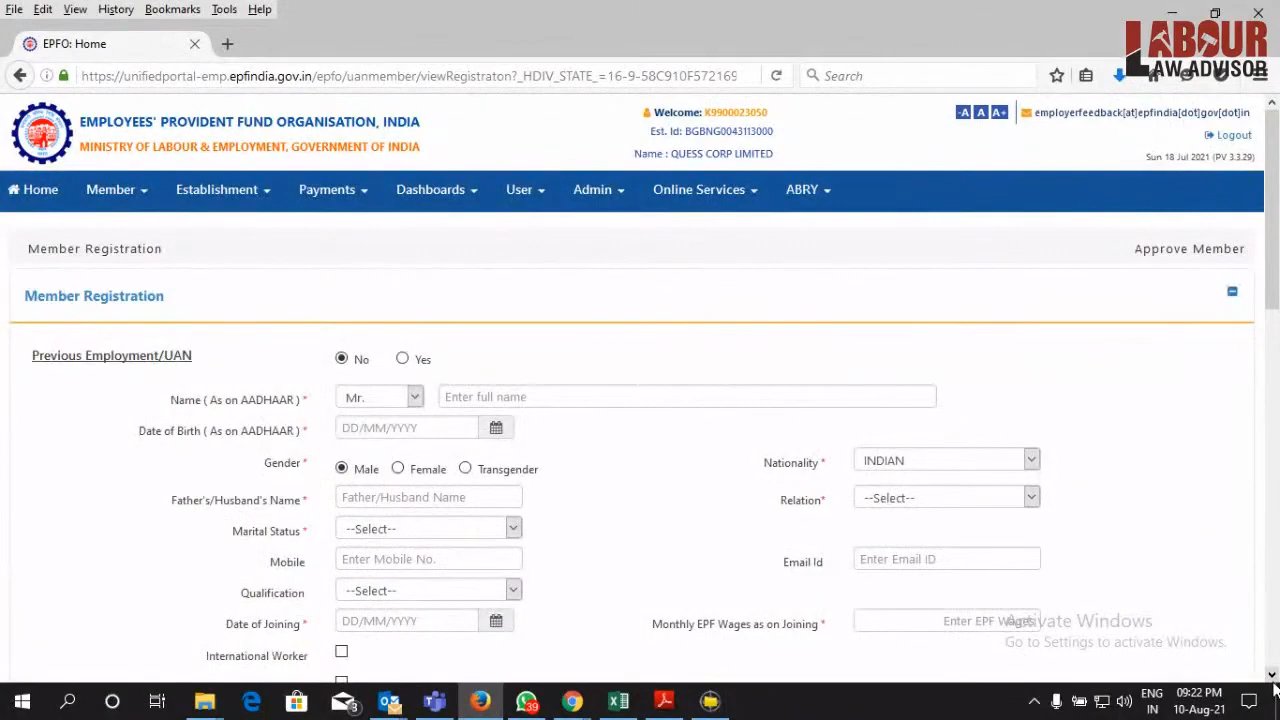 File Edit View History Bookmarks Tools Help
LABOUR
LAW ADVISOR
EPFO: Home
https://unifiedportal-emp.epfindia.gov.in/epfo/uanmember/viewRegistraton?_HDIV_STATE_=16-9-58C910F572169
Search
EMPLOYEES' PROVIDENT FUND ORGANISATION, INDIA
MINISTRY OF LABOUR & EMPLOYMENT, GOVERNMENT OF INDIA
Welcome: K9900023050
Est. Id: BGBNG0043113000
Name : QUESS CORP LIMITED
-A A A+ employerfeedback[at]epfindia[dot]gov[dot]in
Logout
Sun 18 Jul 2021 (PV 3.3.29)
Home Member Establishment Payments Dashboards User Admin Online Services ABRY
Member Registration Approve Member
Member Registration
Previous Employment/UAN No Yes
Name ( As on AADHAAR ) * Mr. Enter full name
Date of Birth ( As on AADHAAR ) * DD/MM/YYYY
Gender * Male Female Transgender Nationality * INDIAN
Father's/Husband's Name * Father/Husband Name Relation* --Select--
Marital Status * --Select--
Mobile Enter Mobile No. Email Id Enter Email ID
Qualification --Select--
Date of Joining * DD/MM/YYYY Monthly EPF Wages as on Joining * Enter EPF Wages
Activate Windows
Go to Settings to activate Windows.
International Worker
3
39
ENG
IN
09:22 PM
10-Aug-21